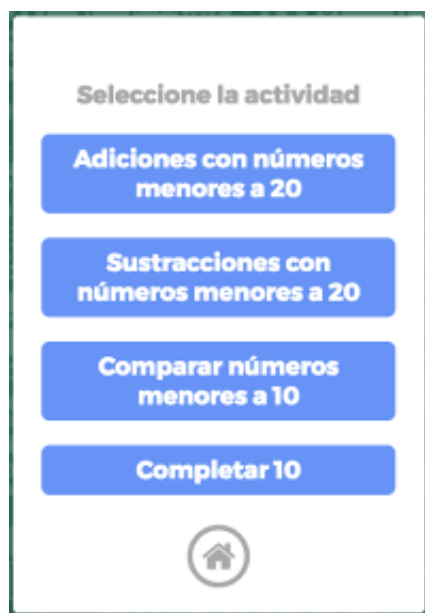 Seleccione la actividad
Adiciones con números
menores a 20
Sustracciones con
números menores a 20
Comparar números
menores a 10
Completar 10